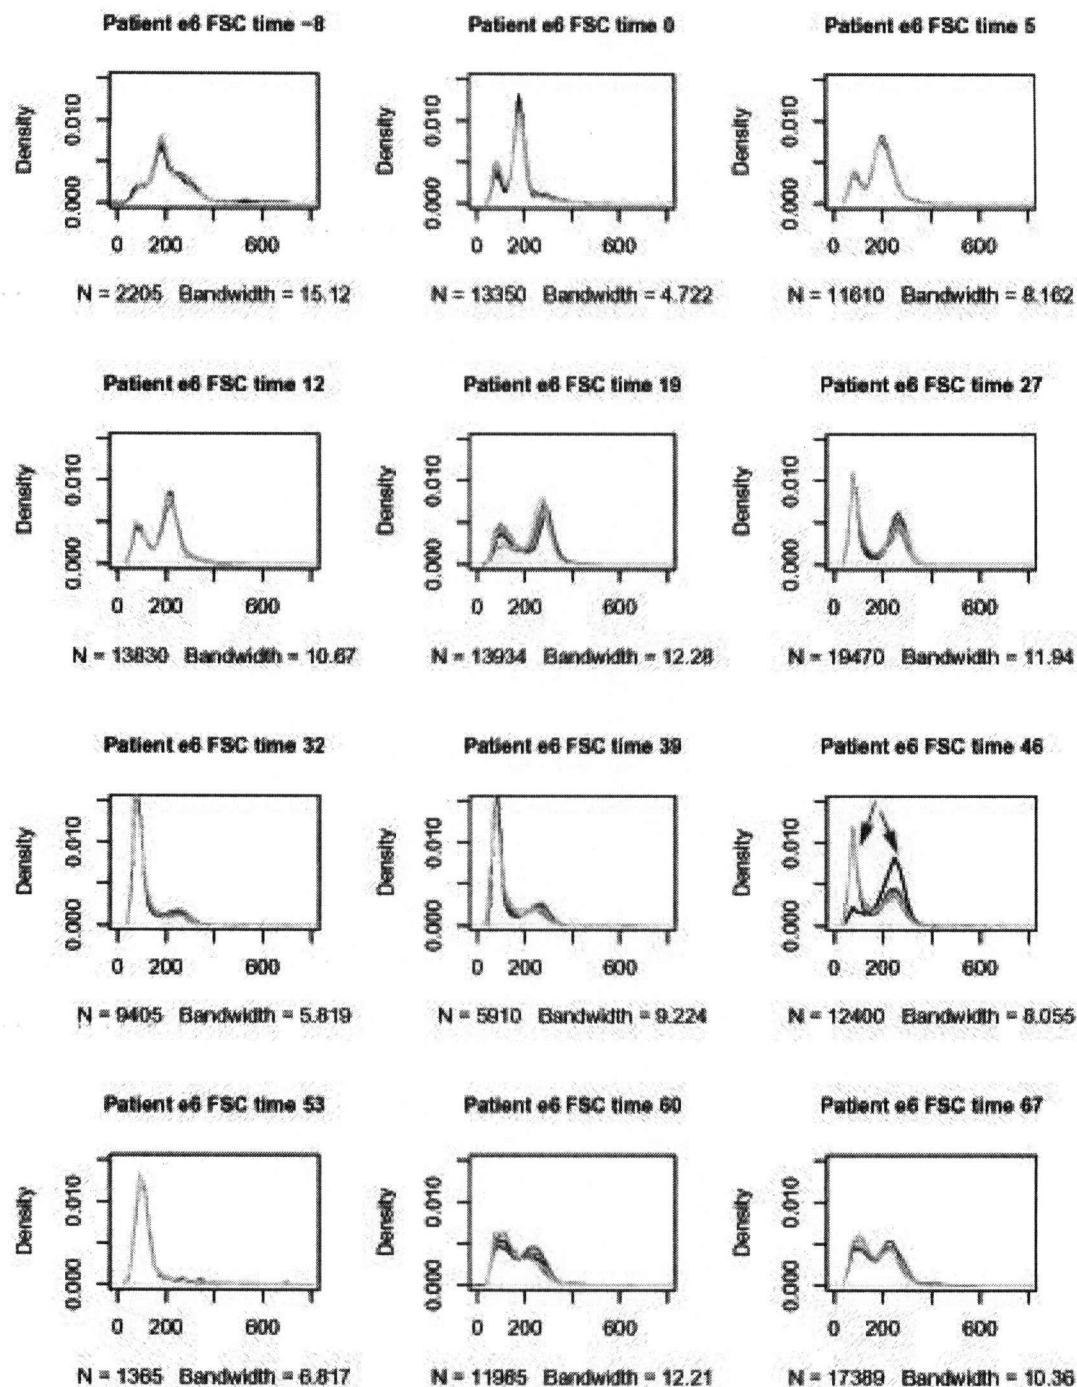 Patient e6 FSC time −8 Patient e6 FSC time 0 Patient e6 FSC time 5
Density 0.000 0.010 Density 0.000 0.010 Density 0.000 0.010
0 200 600 0 200 600 0 200 600
N = 2205 Bandwidth = 15.12 N = 13350 Bandwidth = 4.722 N = 11610 Bandwidth = 8.162
Patient e6 FSC time 12 Patient e6 FSC time 19 Patient e6 FSC time 27
Density 0.000 0.010 Density 0.000 0.010 Density 0.000 0.010
0 200 600 0 200 600 0 200 600
N = 13830 Bandwidth = 10.67 N = 13934 Bandwidth = 12.28 N = 19470 Bandwidth = 11.94
Patient e6 FSC time 32 Patient e6 FSC time 39 Patient e6 FSC time 46
Density 0.000 0.010 Density 0.000 0.010 Density 0.000 0.010
0 200 600 0 200 600 0 200 600
N = 9405 Bandwidth = 5.819 N = 5910 Bandwidth = 9.224 N = 12400 Bandwidth = 8.055
Patient e6 FSC time 53 Patient e6 FSC time 60 Patient e6 FSC time 67
Density 0.000 0.010 Density 0.000 0.010 Density 0.000 0.010
0 200 600 0 200 600 0 200 600
N = 1365 Bandwidth = 6.817 N = 11985 Bandwidth = 12.21 N = 17389 Bandwidth = 10.36